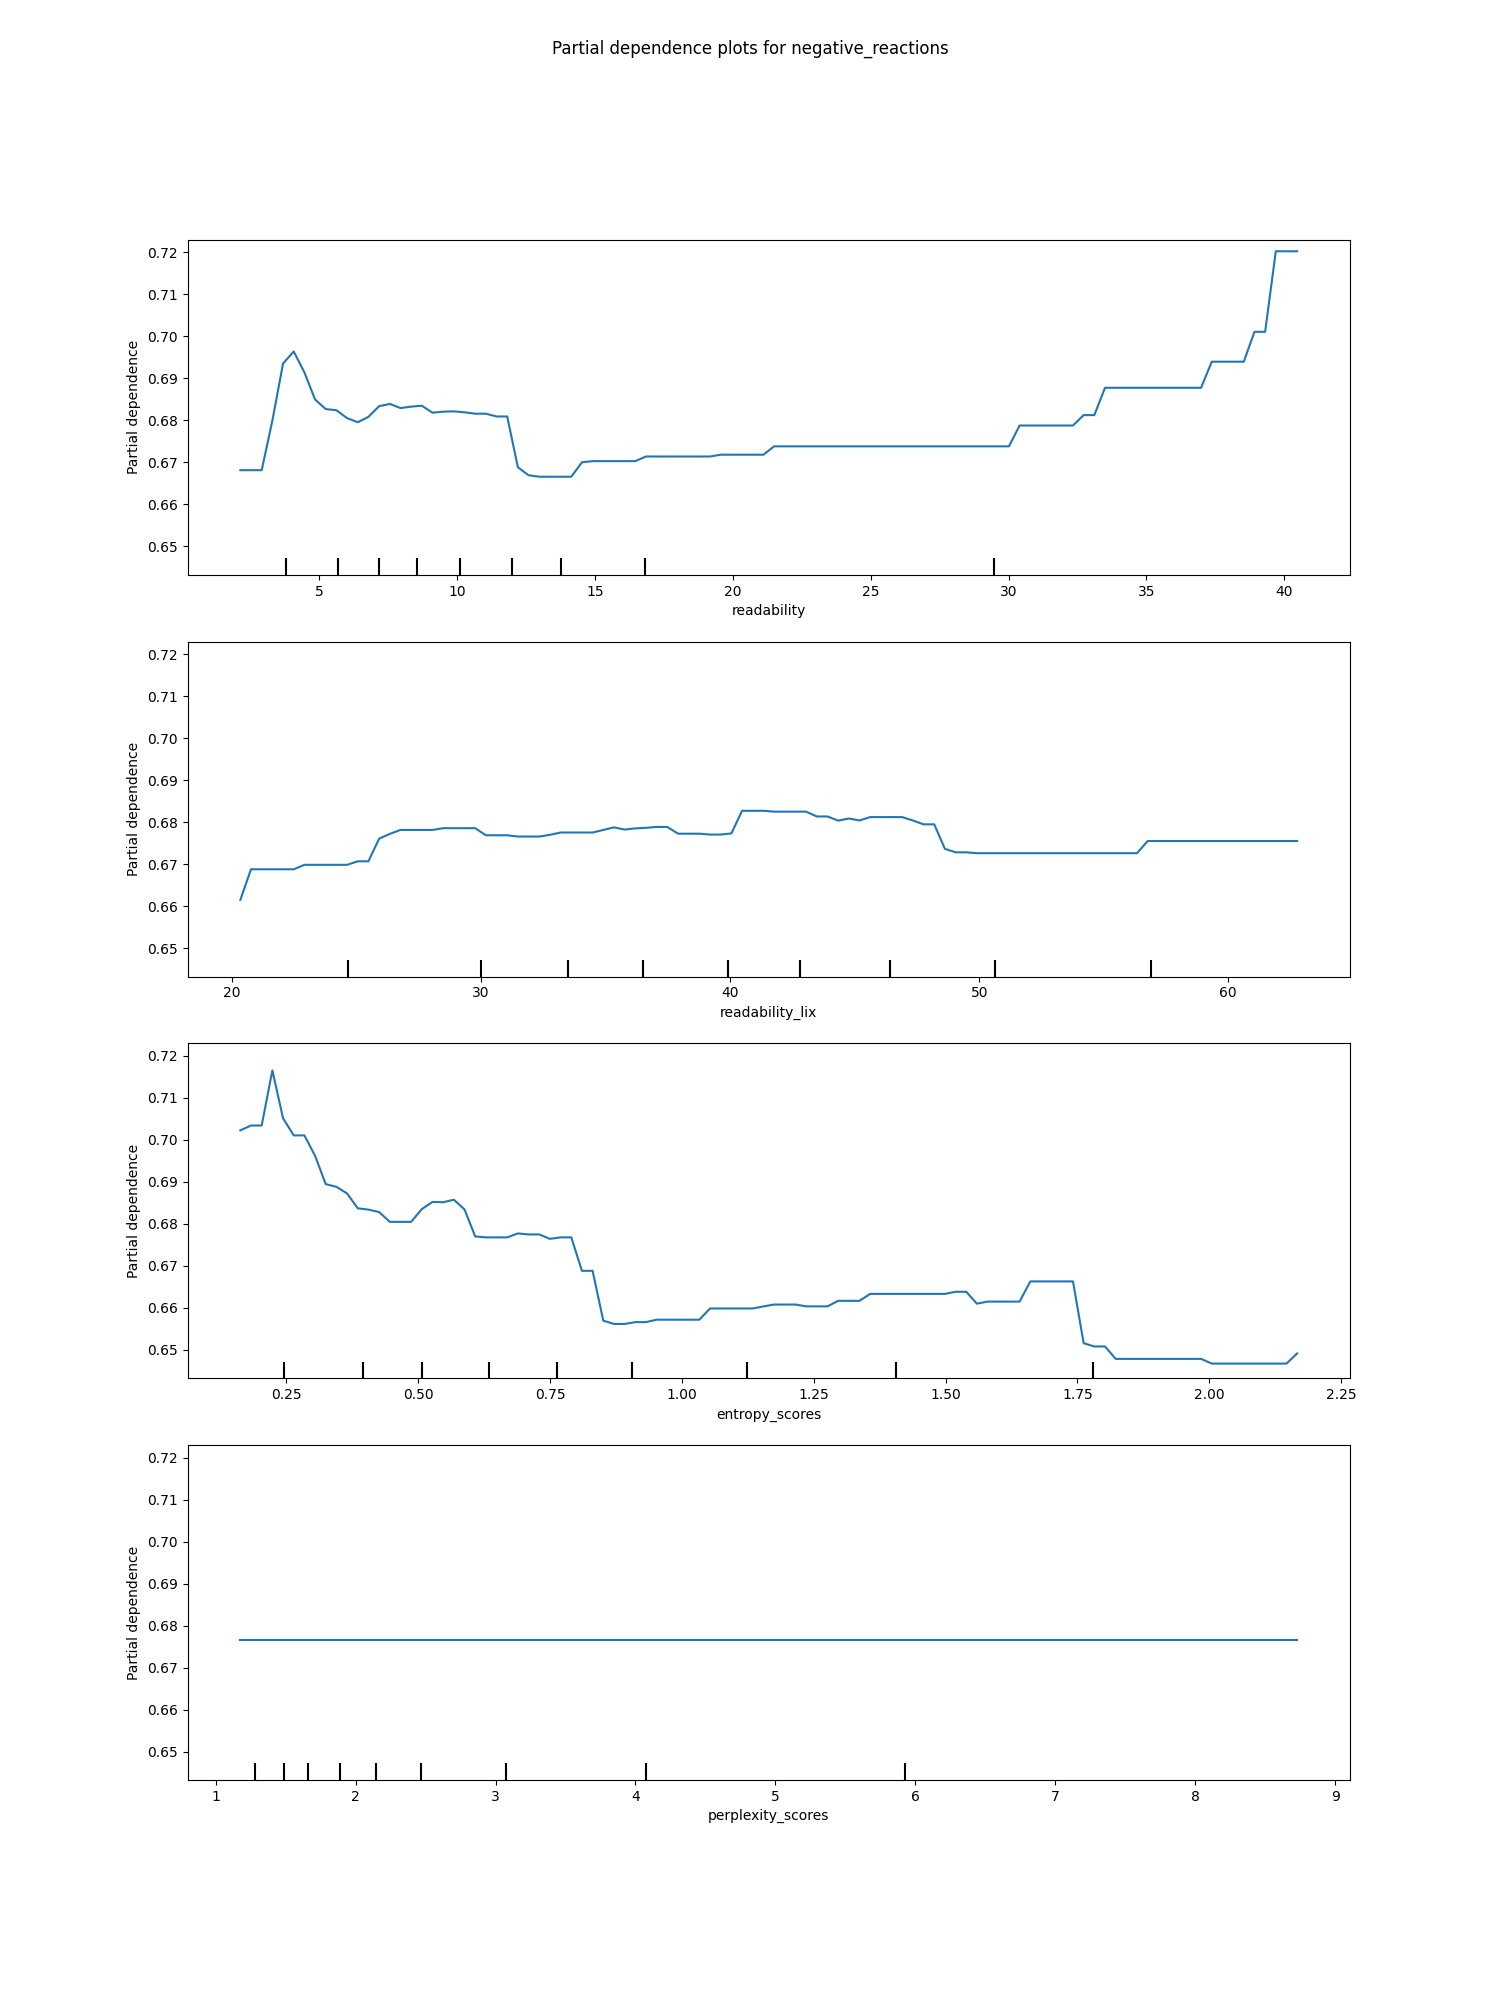 Partial dependence plots for negative_reactions
0.72
0.71
0.70
0.69
0.68
0.67
0.66
0.65
Partial dependence
5 10 15 20 25 30 35 40
readability
0.72
0.71
0.70
0.69
0.68
0.67
0.66
0.65
Partial dependence
20 30 40 50 60
readability_lix
0.72
0.71
0.70
0.69
0.68
0.67
0.66
0.65
Partial dependence
0.25 0.50 0.75 1.00 1.25 1.50 1.75 2.00 2.25
entropy_scores
0.72
0.71
0.70
0.69
0.68
0.67
0.66
0.65
Partial dependence
1 2 3 4 5 6 7 8 9
perplexity_scores